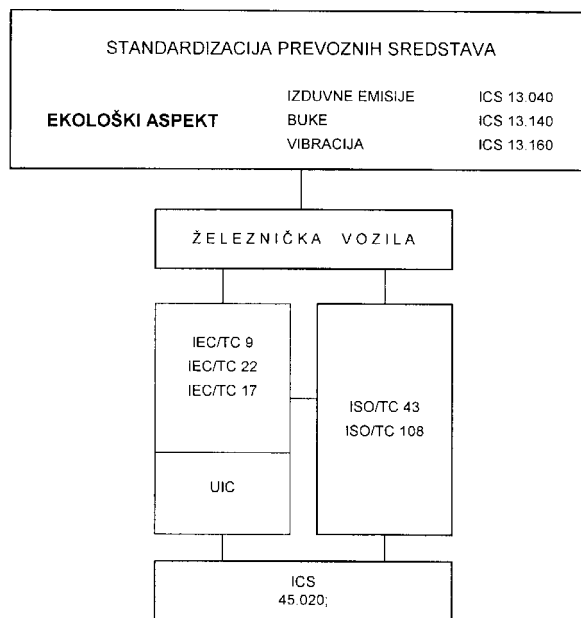 STANDARDIZACIJA PREVOZNIH SREDSTAVA
EKOLOŠKI ASPEKT
IZDUVNE EMISIJE ICS 13.040
BUKE ICS 13.140
VIBRACIJA ICS 13.160
ŽELEZNIČKA VOZILA
IEC/TC 9
IEC/TC 22
IEC/TC 17
UIC
ISO/TC 43
ISO/TC 108
ICS
45.020;